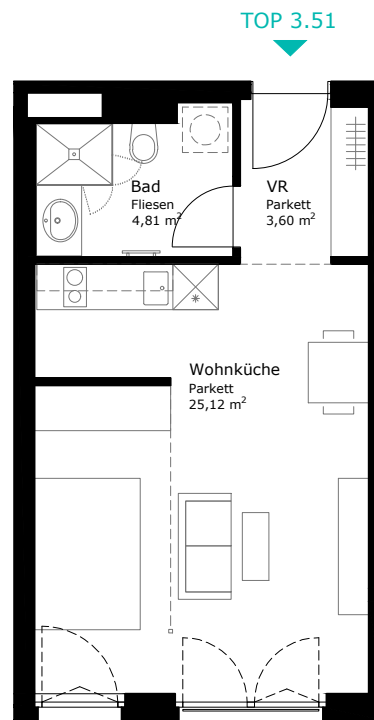 TOP 3.51
Bad
Fliesen
4,81 m²
VR
Parkett
3,60 m²
Wohnküche
Parkett
25,12 m²